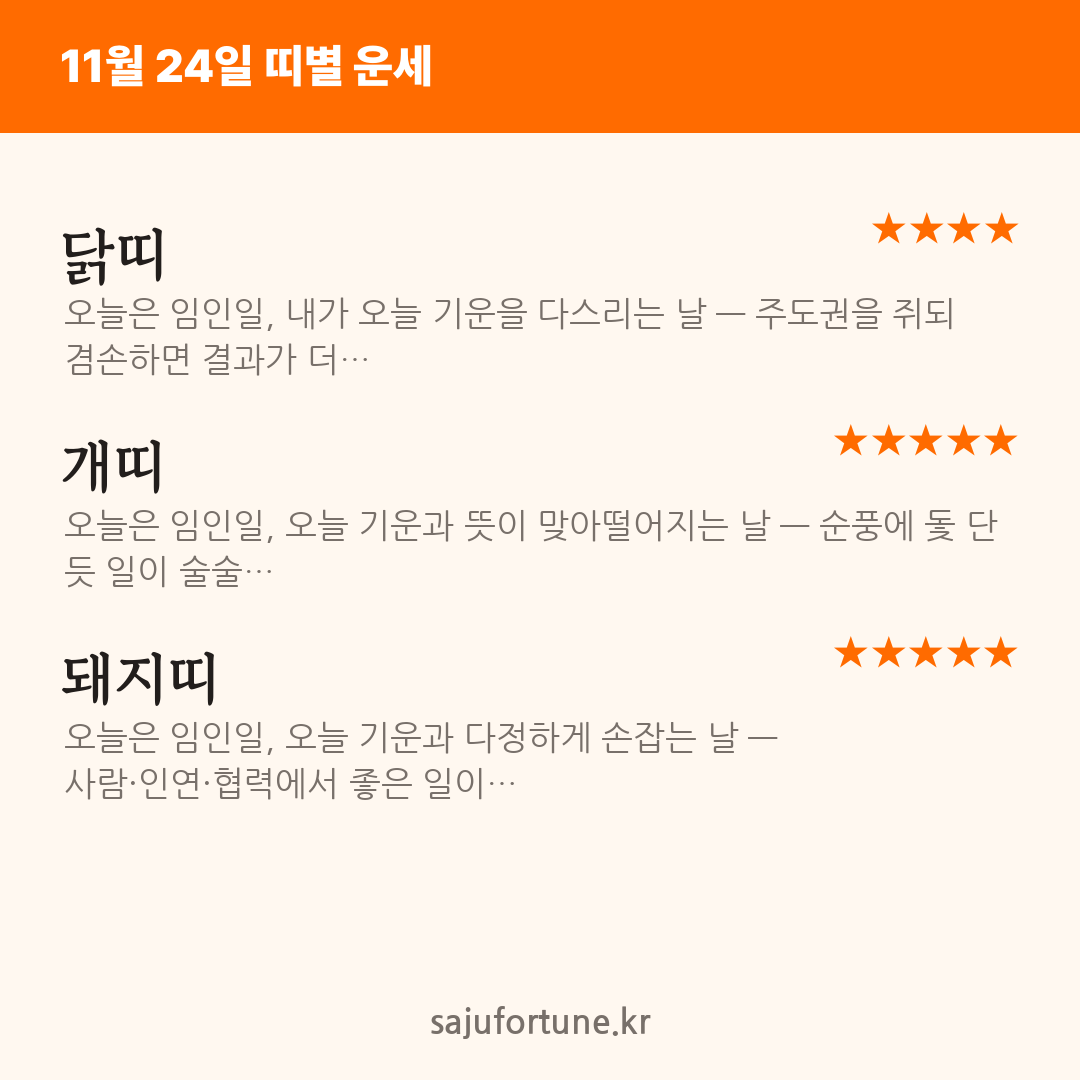 11월 24일 띠별 운세
★★★★
닭띠
오늘은 임인일, 내가 오늘 기운을 다스리는 날 — 주도권을 쥐되
겸손하면 결과가 더…
★★★★★
개띠
오늘은 임인일, 오늘 기운과 뜻이 맞아떨어지는 날 — 순풍에 돛 단
듯 일이 술술…
★★★★★
돼지띠
오늘은 임인일, 오늘 기운과 다정하게 손잡는 날 —
사람·인연·협력에서 좋은 일이…
sajufortune.kr